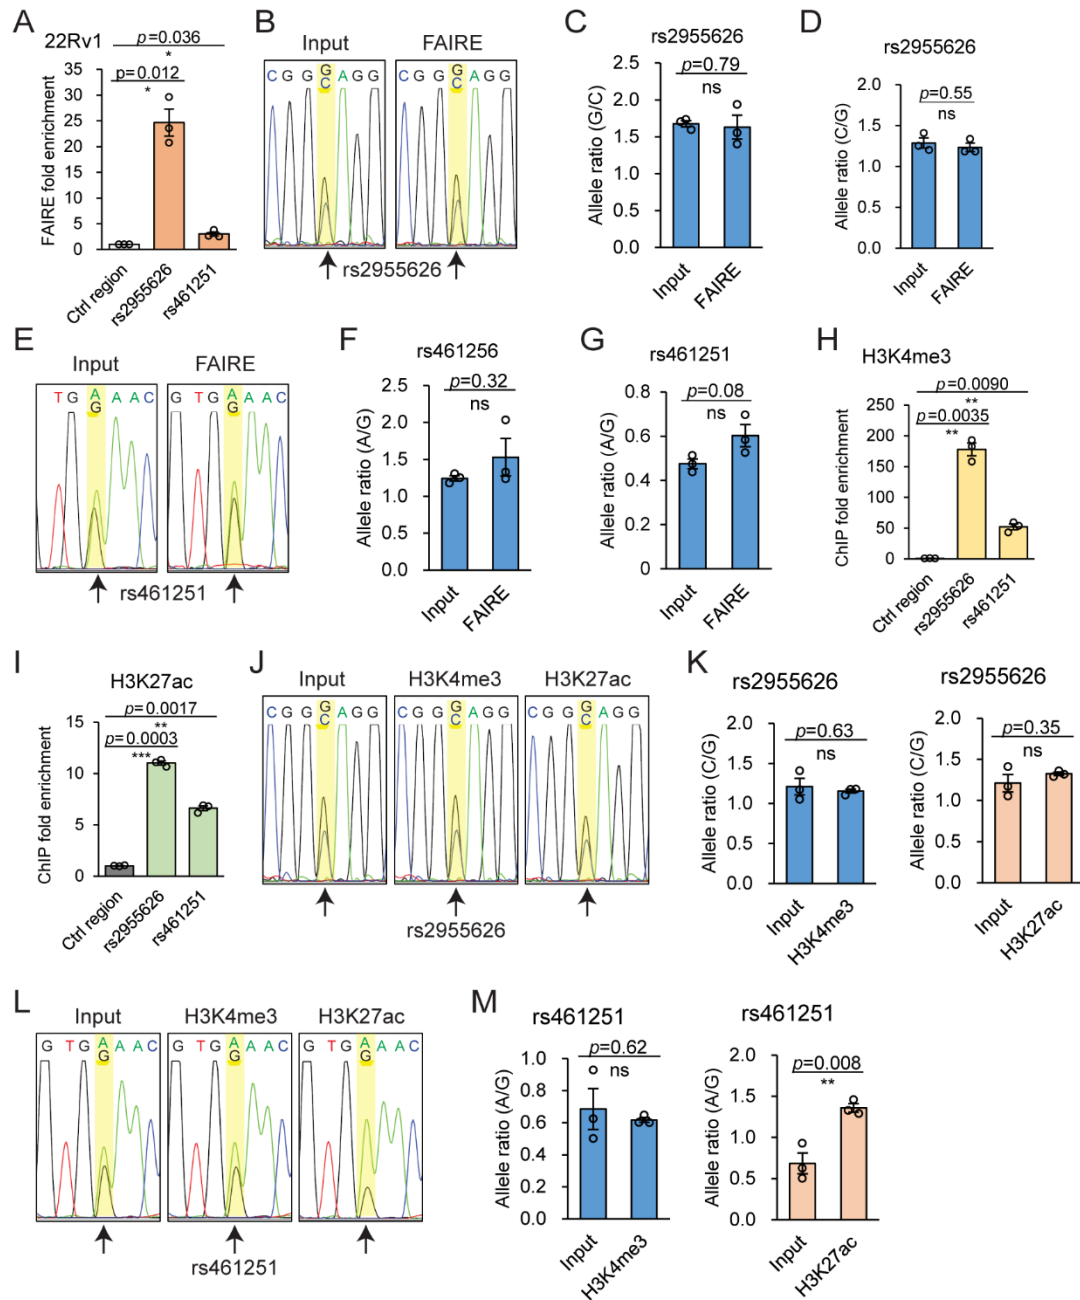 A
22Rv1
p=0.036
*
p=0.012
*
FAIRE fold enrichment
35
30
25
20
15
10
5
0
Ctrl region
rs2955626
rs461251
B
Input
FAIRE
C G G G A G G
C
C G G G A G G
C
rs2955626
C
rs2955626
p=0.79
ns
Allele ratio (G/C)
2.5
2.0
1.5
1.0
0.5
0.0
Input
FAIRE
D
rs2955626
p=0.55
ns
Allele ratio (C/G)
2.0
1.5
1.0
0.5
0.0
Input
FAIRE
E
Input
FAIRE
T G A A A C
G
G T G A A A C
G
rs461251
F
rs461256
p=0.32
ns
Allele ratio (A/G)
2.5
2.0
1.5
1.0
0.5
0.0
Input
FAIRE
G
rs461251
p=0.08
ns
Allele ratio (A/G)
0.8
0.6
0.4
0.2
0
Input
FAIRE
H
H3K4me3
p=0.0090
**
p=0.0035
**
ChIP fold enrichment
250
200
150
100
50
0
Ctrl region
rs2955626
rs461251
I
H3K27ac
p=0.0017
**
p=0.0003
***
ChIP fold enrichment
15
10
5
0
Ctrl region
rs2955626
rs461251
J
Input
H3K4me3
H3K27ac
C G G G A G G
C
C G G G A G G
C
C G G G A G G
C
rs2955626
K
rs2955626
p=0.63
ns
Allele ratio (C/G)
2.0
1.5
1.0
0.5
0.0
Input
H3K4me3
rs2955626
p=0.35
ns
Allele ratio (C/G)
2.0
1.5
1.0
0.5
0.0
Input
H3K27ac
L
Input
H3K4me3
H3K27ac
G T G A A A C
G
G T G A A A C
G
G T G A A A C
G
rs461251
M
rs461251
p=0.62
ns
Allele ratio (A/G)
1.0
0.8
0.6
0.4
0.2
0.0
Input
H3K4me3
rs461251
p=0.008
**
Allele ratio (A/G)
2.0
1.5
1.0
0.5
0.0
Input
H3K27ac